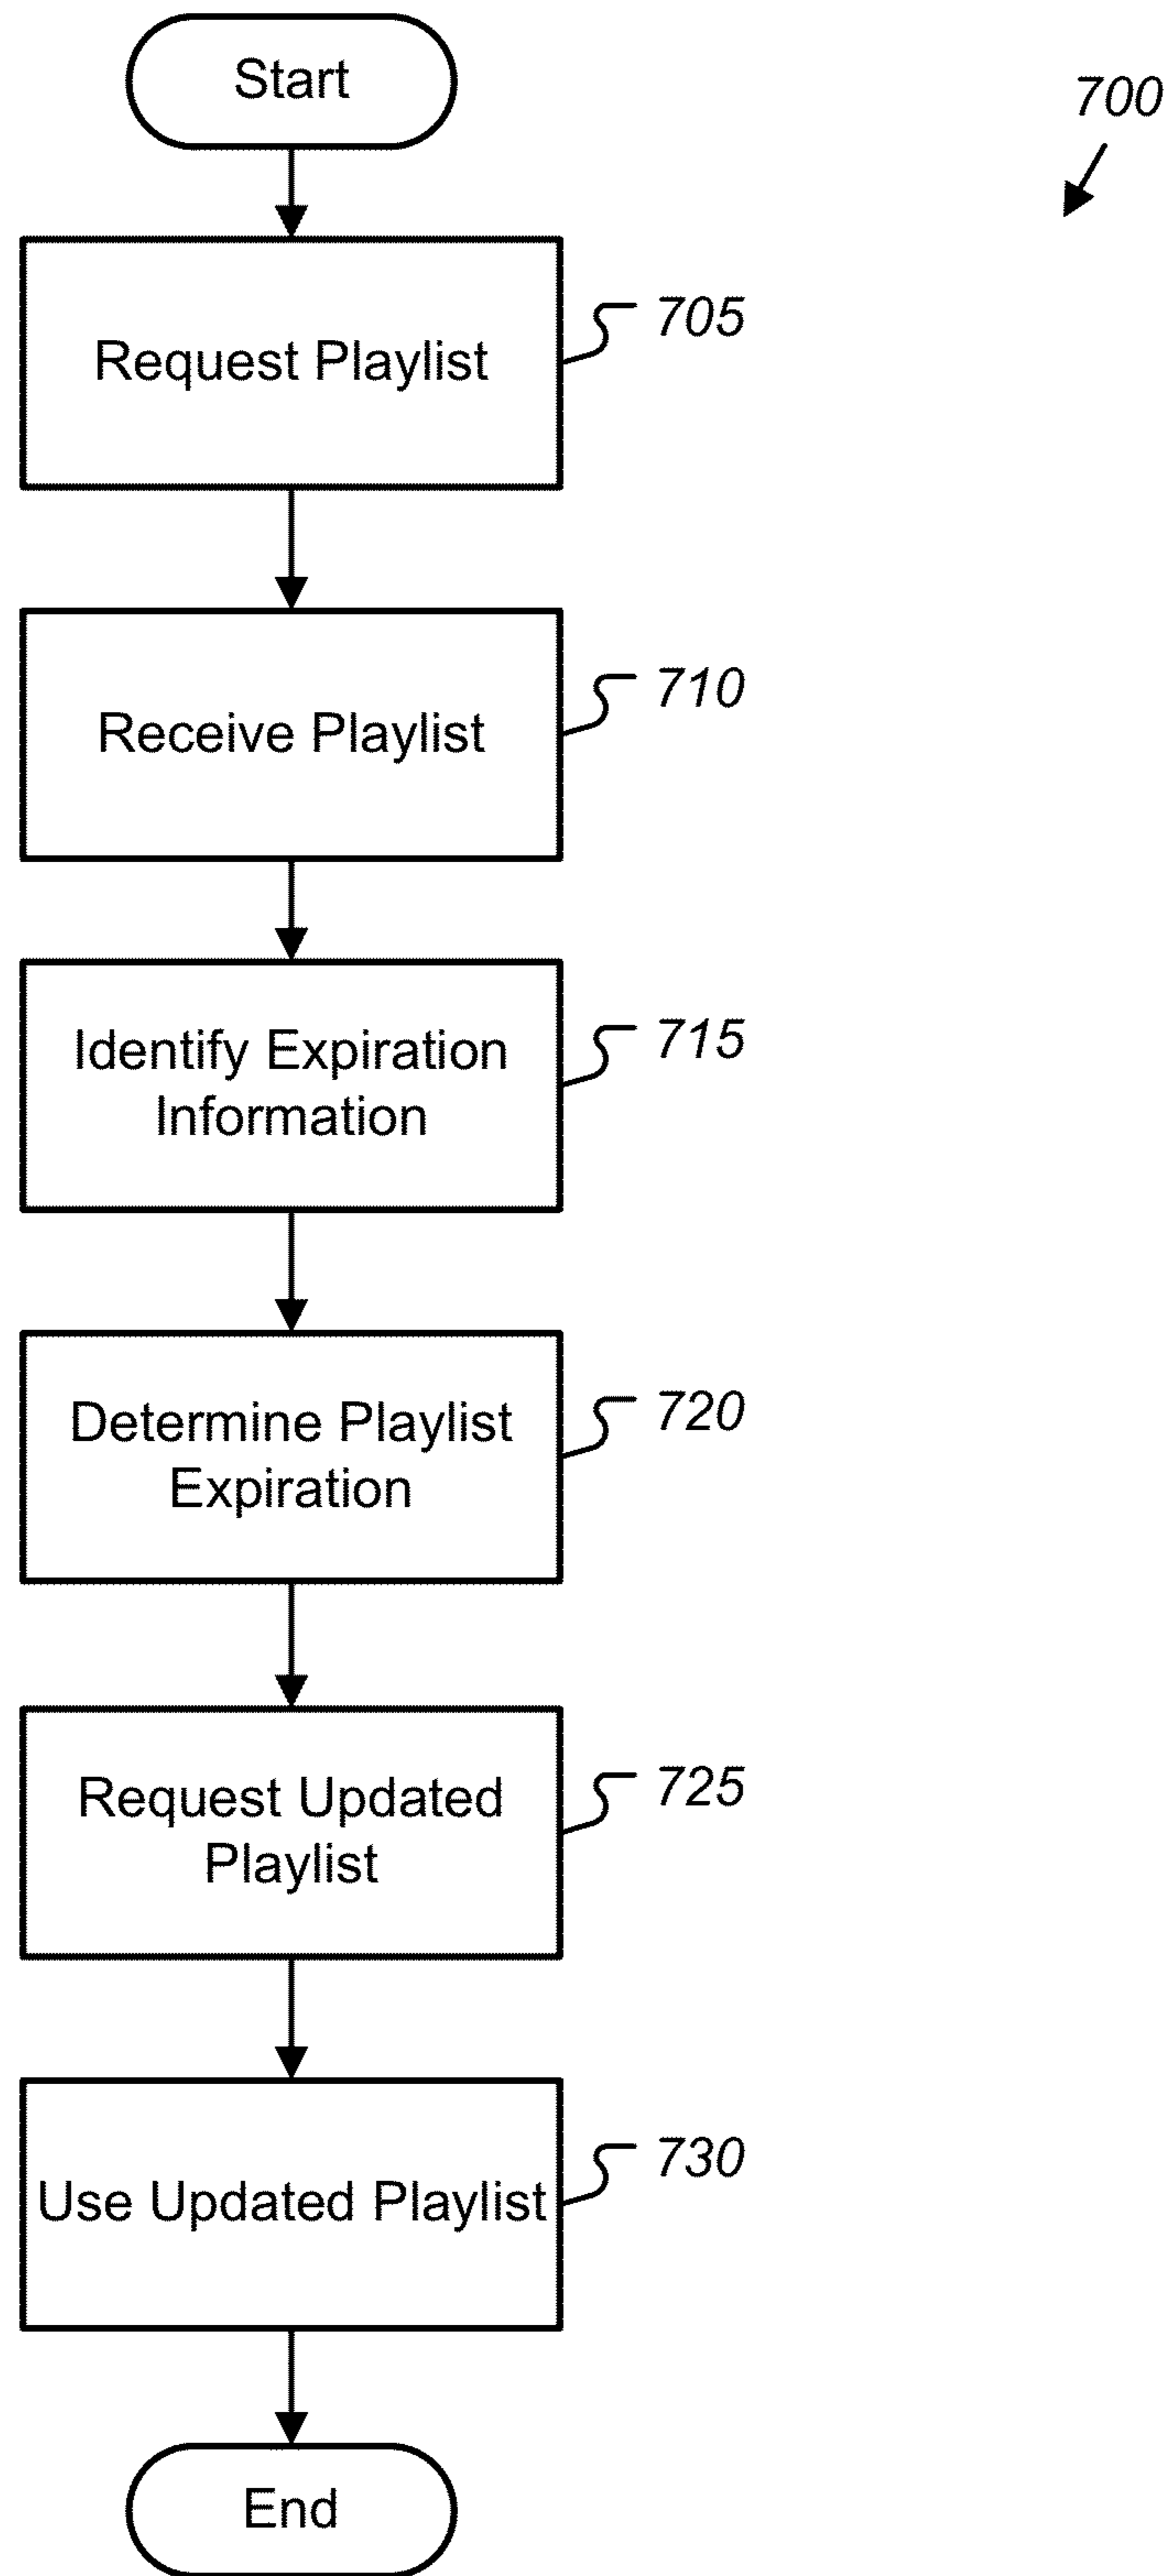 Start
700
Request Playlist
705
Receive Playlist
710
Identify Expiration
Information
715
Determine Playlist
Expiration
720
Request Updated
Playlist
725
Use Updated Playlist
730
End